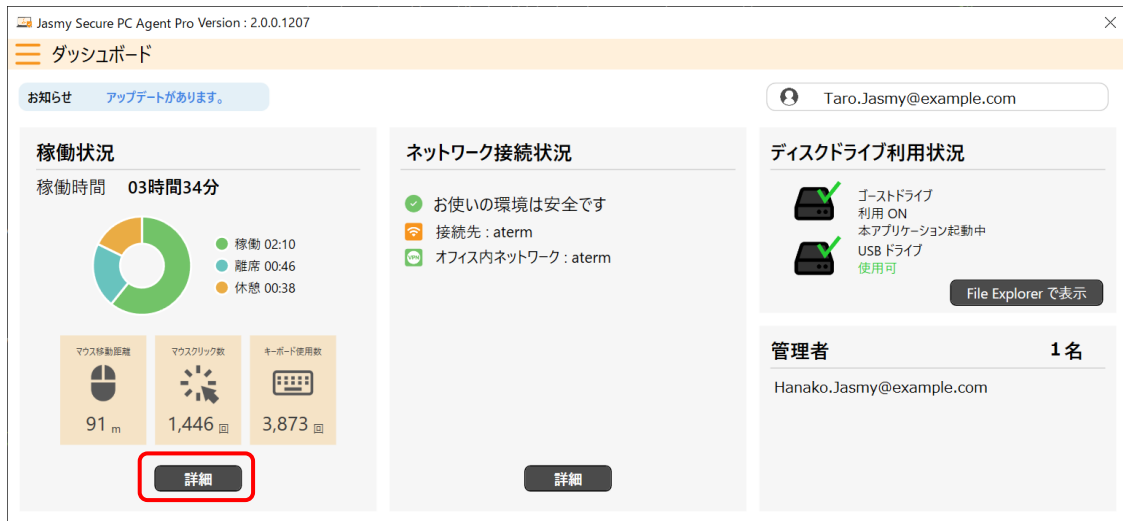 Jasmy Secure PC Agent Pro Version : 2.0.0.1207
ダッシュボード
お知らせ アップデートがあります。
Taro.Jasmy@example.com
稼働状況
稼働時間 03時間34分
稼働 02:10
離席 00:46
休憩 00:38
マウス移動距離
91 m
マウスクリック数
1,446 回
キーボード使用数
3,873 回
詳細
ネットワーク接続状況
お使いの環境は安全です
接続先 : aterm
VPN オフィス内ネットワーク : aterm
詳細
ディスクドライブ利用状況
ゴーストドライブ
利用 ON
本アプリケーション起動中
USB ドライブ
使用可
File Explorer で表示
管理者 1名
Hanako.Jasmy@example.com